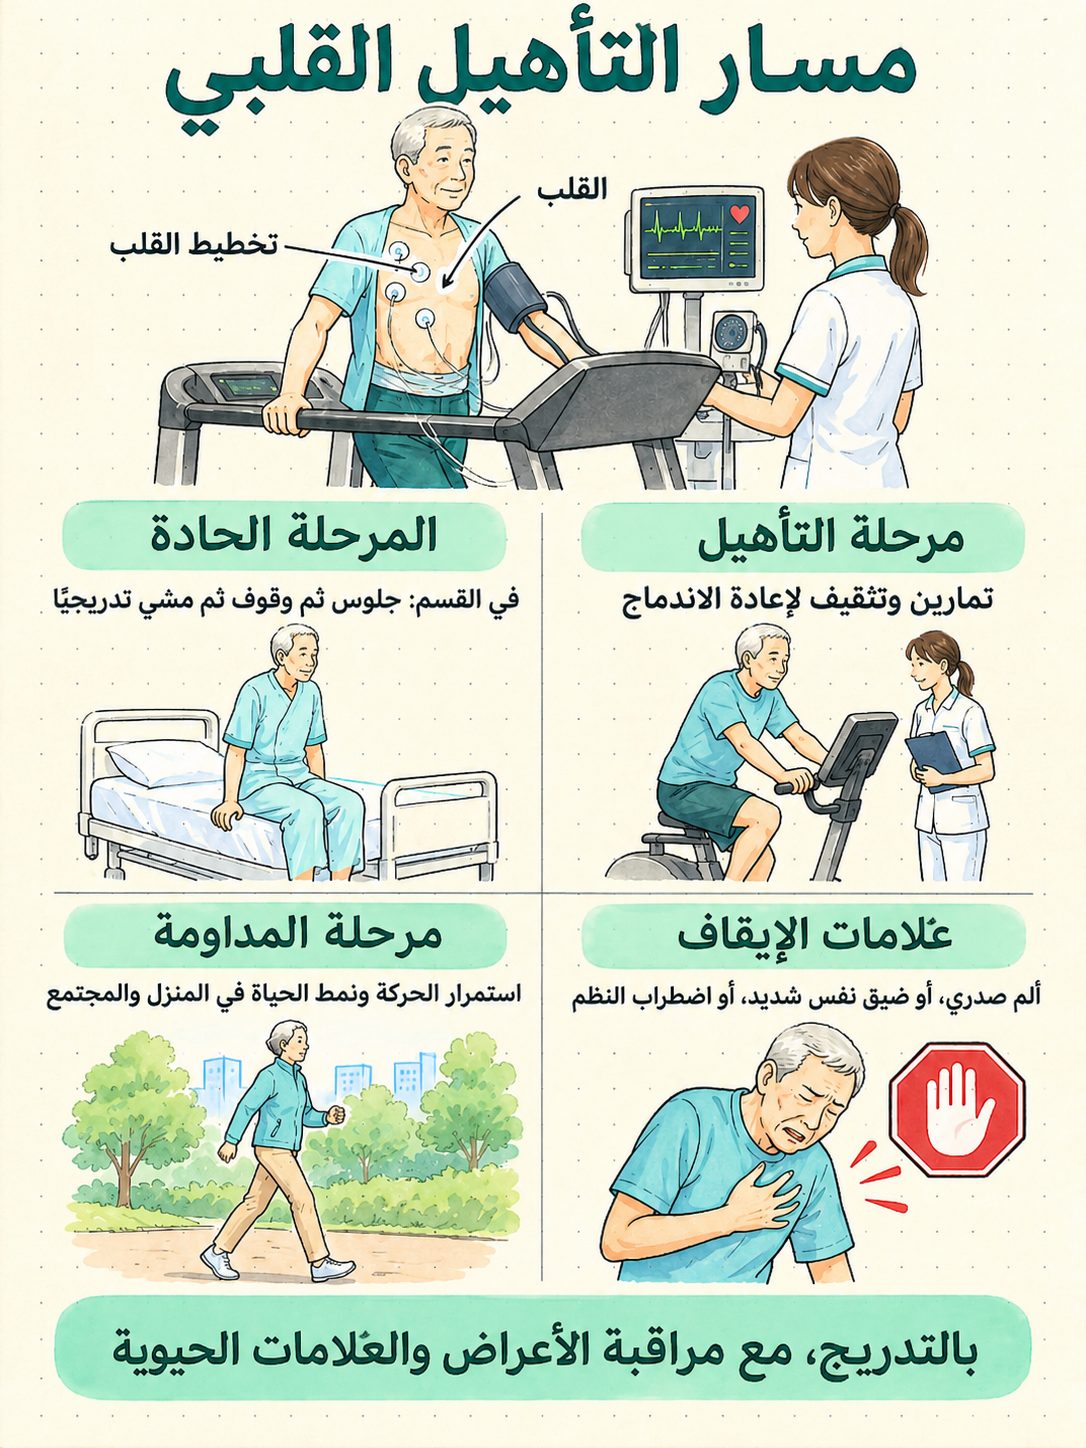 مسار التأهيل القلبي
القلب
تخطيط القلب
المرحلة الحادة
في القسم: جلوس ثم وقوف ثم مشي تدريجيًا
مرحلة التأهيل
تمارين وتثقيف لإعادة الاندماج
مرحلة المداومة
استمرار الحركة ونمط الحياة في المنزل والمجتمع
علامات الإيقاف
ألم صدري، أو ضيق نفس شديد، أو اضطراب النظم
بالتدريج، مع مراقبة الأعراض والعلامات الحيوية